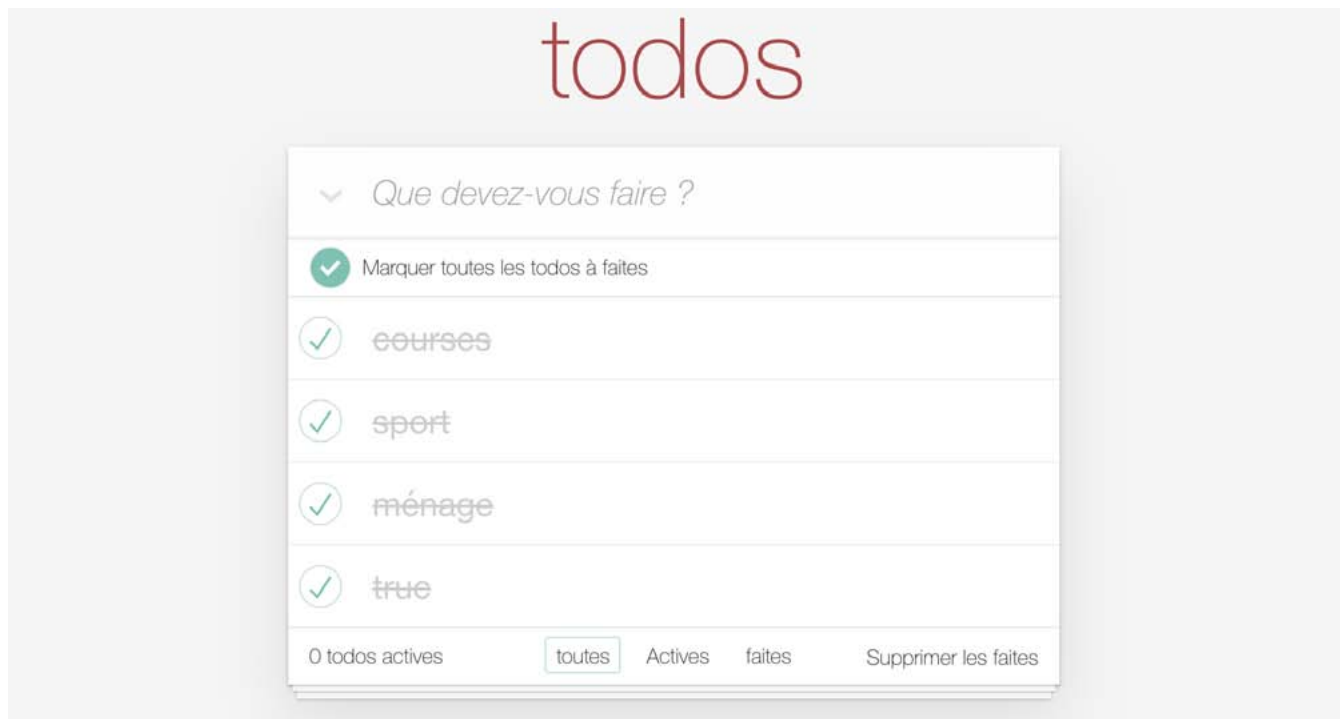 todos
Que devez-vous faire ?
Marquer toutes les todos à faites
courses
sport
ménage
true
0 todos actives toutes Actives faites Supprimer les faites